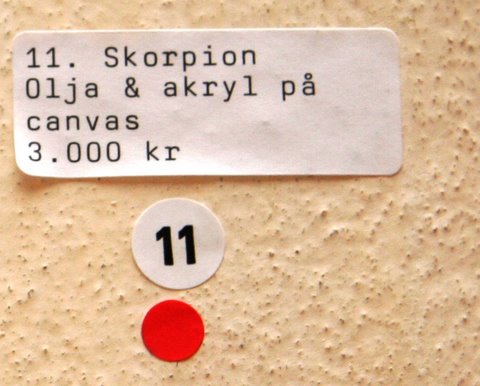 11. Skorpion
Olja & akryl på
canvas
3.000 kr
11